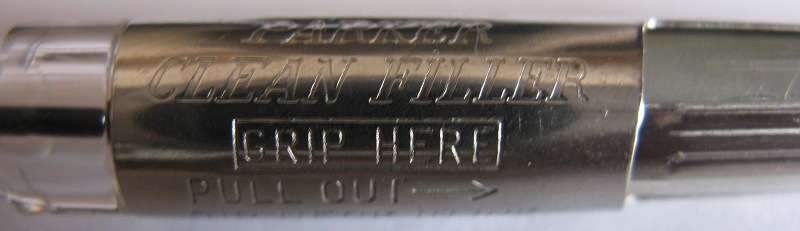 PARKER
CLEAN FILLER
GRIP HERE
PULL OUT →